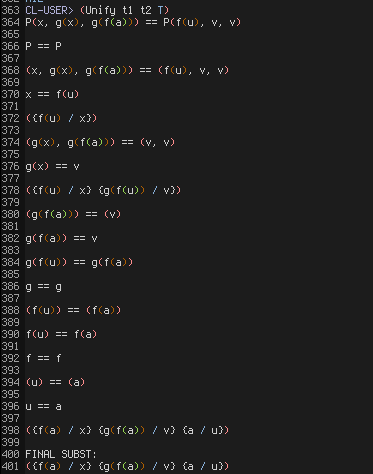 363 CL-USER> (Unify t1 t2 T)
364 P(x, g(x), g(f(a))) == P(f(u), v, v)
365
366 P == P
367
368 (x, g(x), g(f(a))) == (f(u), v, v)
369
370 x == f(u)
371
372 ({f(u) / x})
373
374 (g(x), g(f(a))) == (v, v)
375
376 g(x) == v
377
378 ({f(u) / x} {g(f(u)) / v})
379
380 (g(f(a))) == (v)
381
382 g(f(a)) == v
383
384 g(f(u)) == g(f(a))
385
386 g == g
387
388 (f(u)) == (f(a))
389
390 f(u) == f(a)
391
392 f == f
393
394 (u) == (a)
395
396 u == a
397
398 ({f(a) / x} {g(f(a)) / v} {a / u})
399
400 FINAL SUBST:
401 ({f(a) / x} {g(f(a)) / v} {a / u})